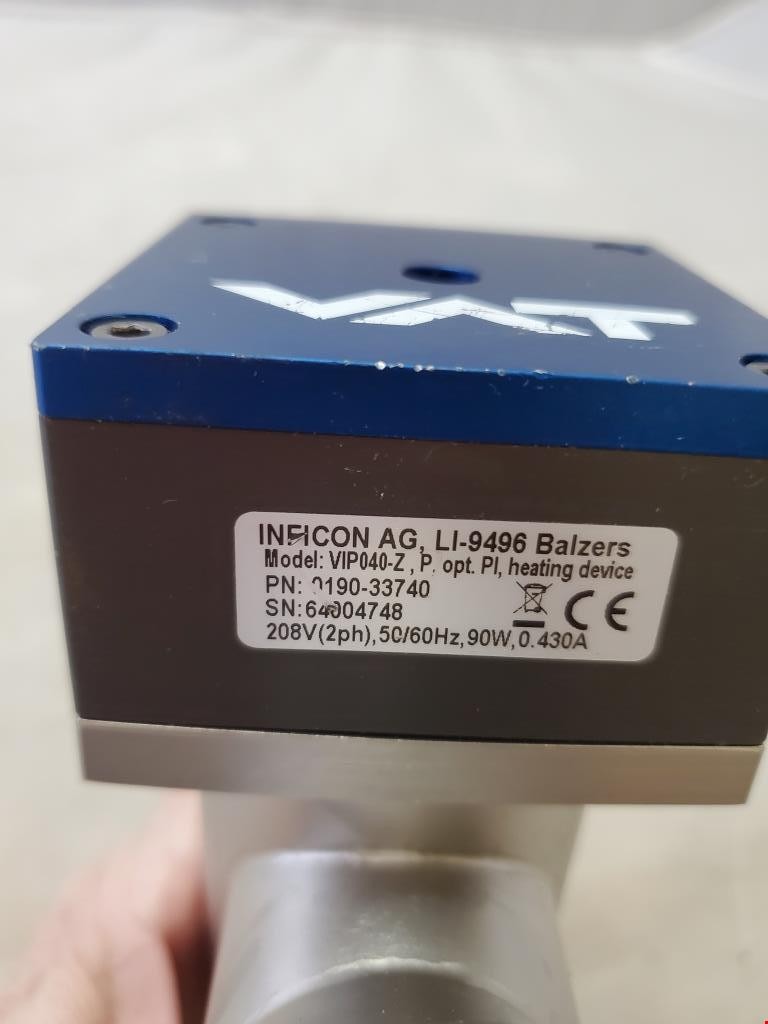 VAT
INFICON AG, LI-9496 Balzers
Model: VIP040-Z , P, opt. PI, heating device
PN: 0190-33740
SN:64004748
208V(2ph),50/60Hz,90W,0.430A
CE